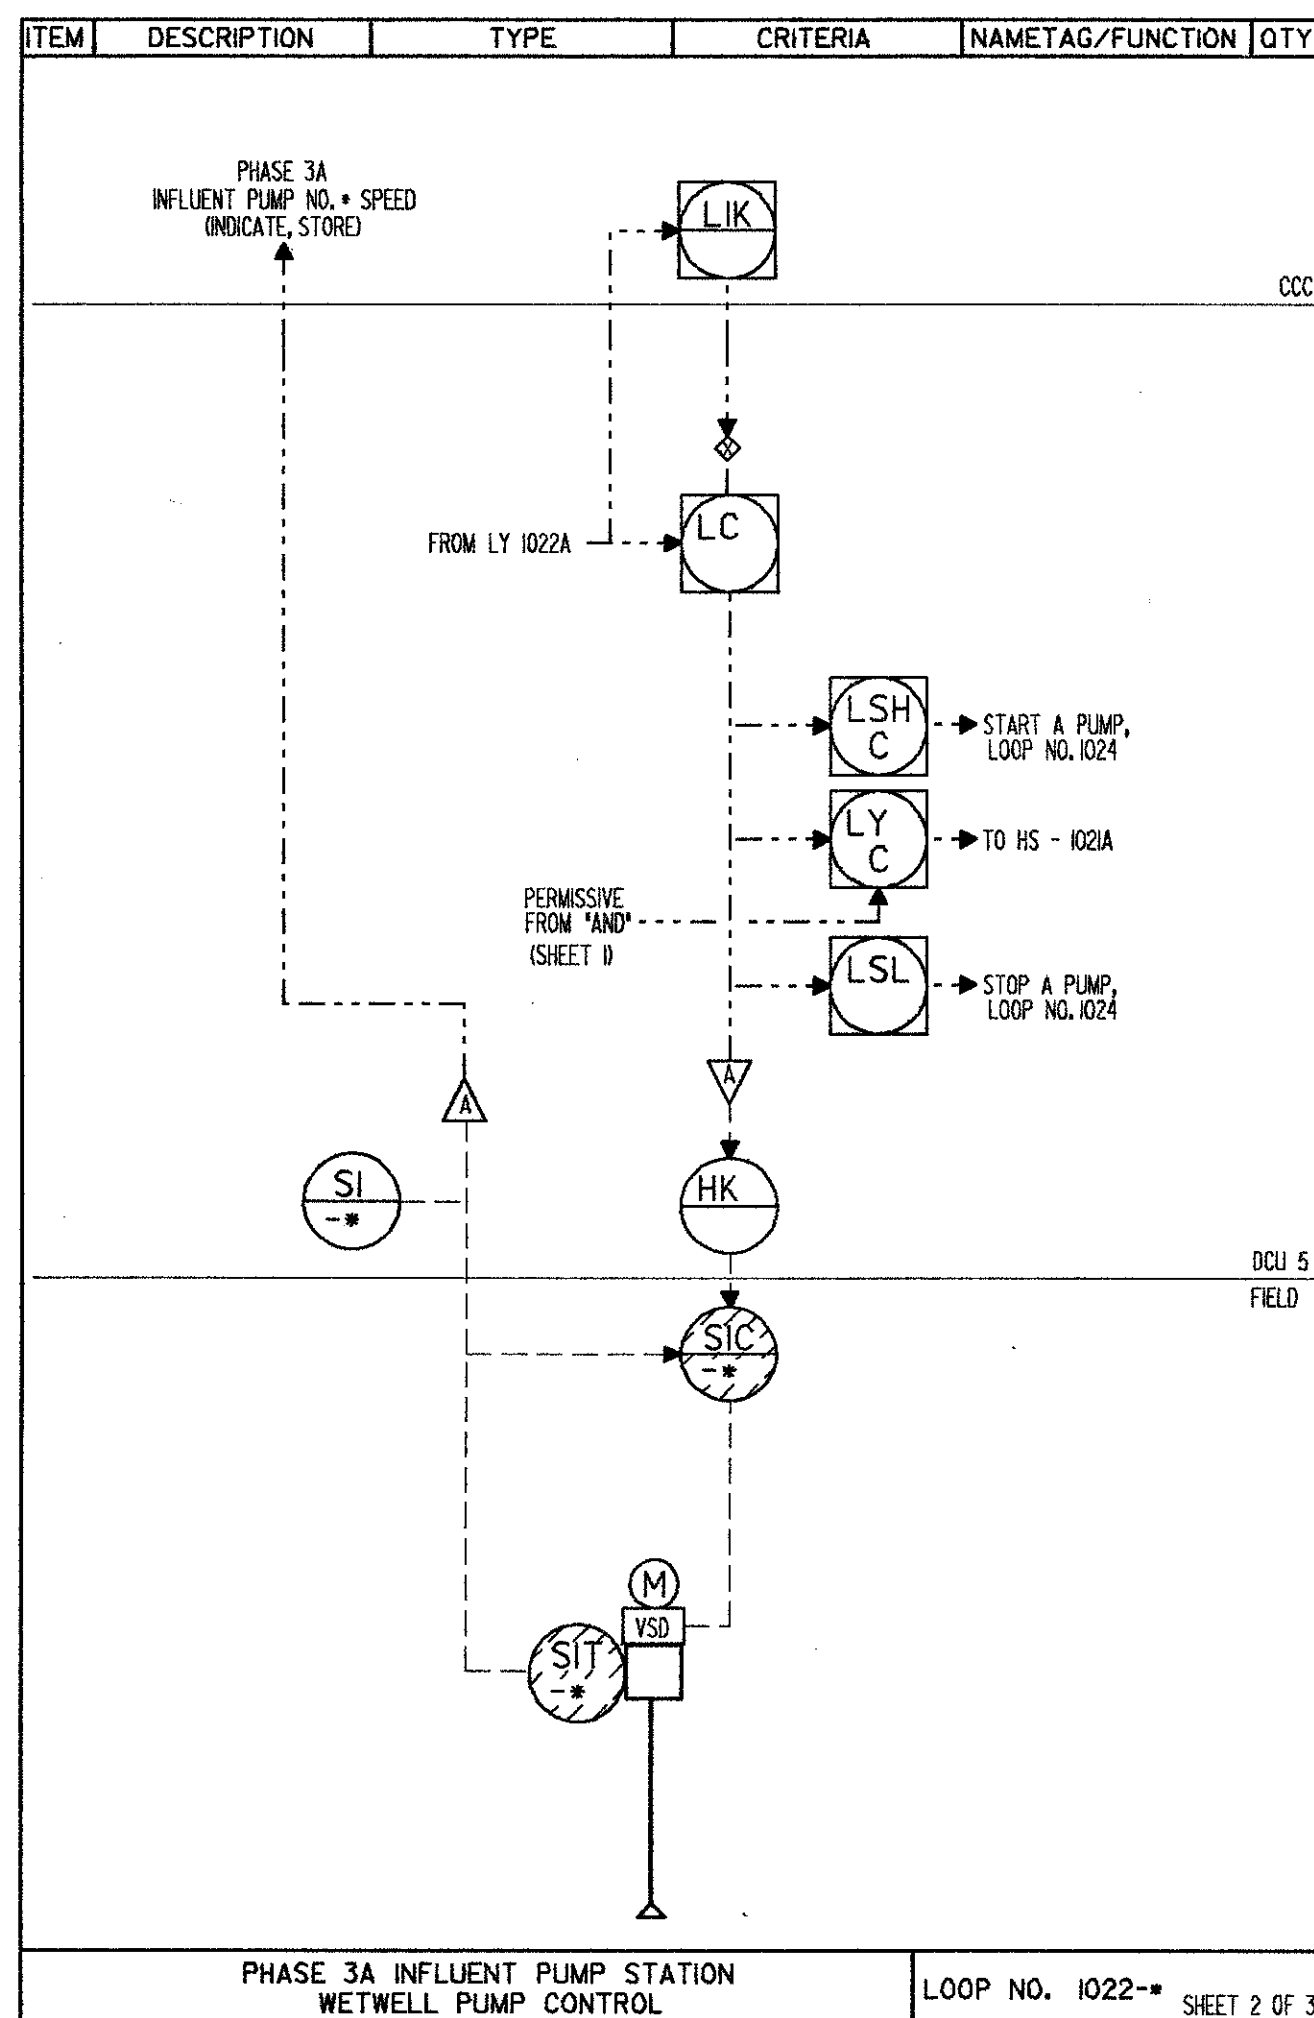 ITEM DESCRIPTION TYPE CRITERIA NAMETAG/FUNCTION QTY
PHASE 3A
INFLUENT PUMP NO. * SPEED
(INDICATE, STORE)
LIK
CCC
X
LC
FROM LY 1022A
LSH
C
START A PUMP,
LOOP NO. 1024
LY
C
TO HS - 1021A
PERMISSIVE
FROM "AND"
(SHEET 1)
LSL
STOP A PUMP,
LOOP NO. 1024
A
A
SI
-*
HK
DCU 5
FIELD
SIC
-*
M
VSD
SIT
-*
PHASE 3A INFLUENT PUMP STATION
WETWELL PUMP CONTROL
LOOP NO. 1022-* SHEET 2 OF 3